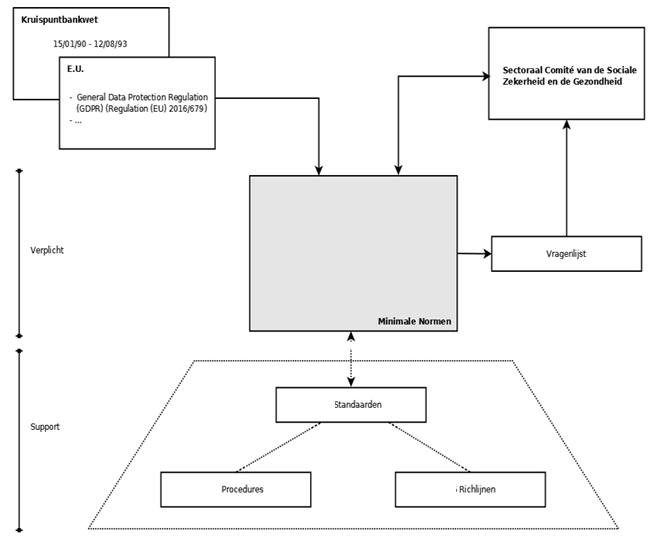 Kruispuntbankwet
15/01/90 - 12/08/93
E.U.
- General Data Protection Regulation
(GDPR) (Regulation (EU) 2016/679)
- ...
Sectoraal Comité van de Sociale
Zekerheid en de Gezondheid
Verplicht
Vragenlijst
Minimale Normen
Standaarden
Support
Procedures
Richlijnen